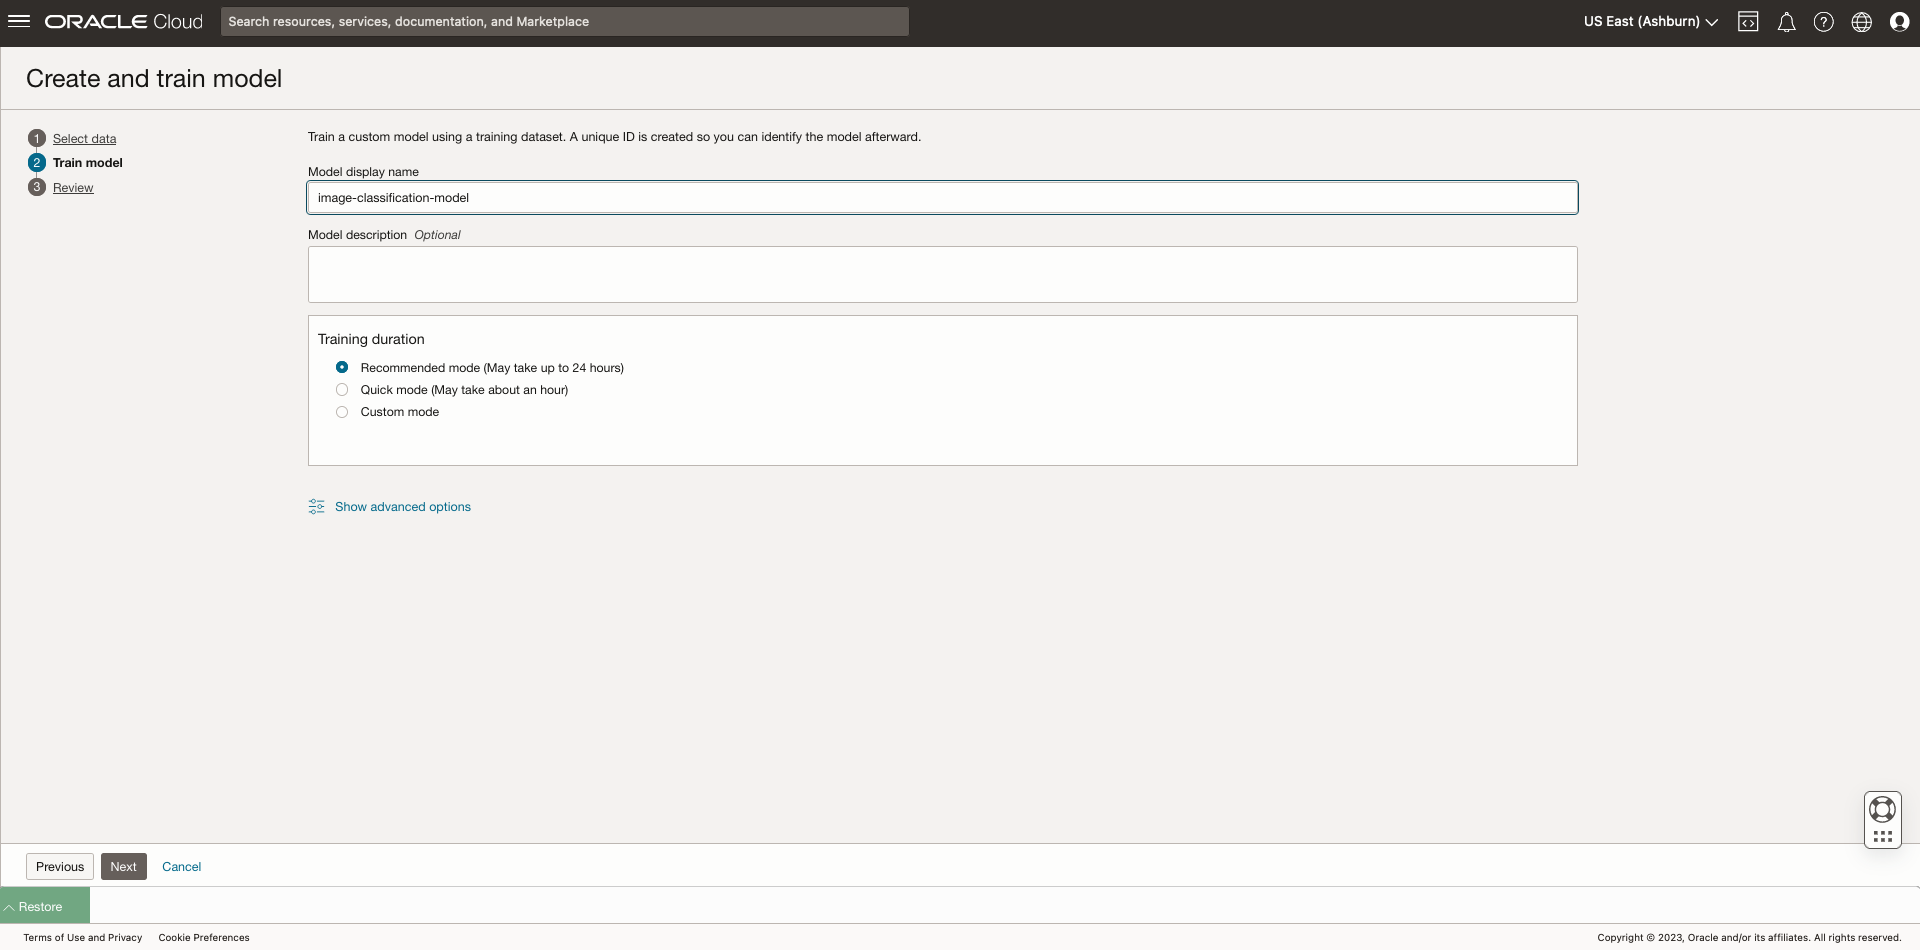 ORACLE Cloud
Search resources, services, documentation, and Marketplace
US East (Ashburn)
Create and train model
1 Select data
2 Train model
3 Review
Train a custom model using a training dataset. A unique ID is created so you can identify the model afterward.
Model display name
image-classification-model
Model description Optional
Training duration
Recommended mode (May take up to 24 hours)
Quick mode (May take about an hour)
Custom mode
Show advanced options
Previous
Next
Cancel
Restore
Terms of Use and Privacy
Cookie Preferences
Copyright © 2023, Oracle and/or its affiliates. All rights reserved.